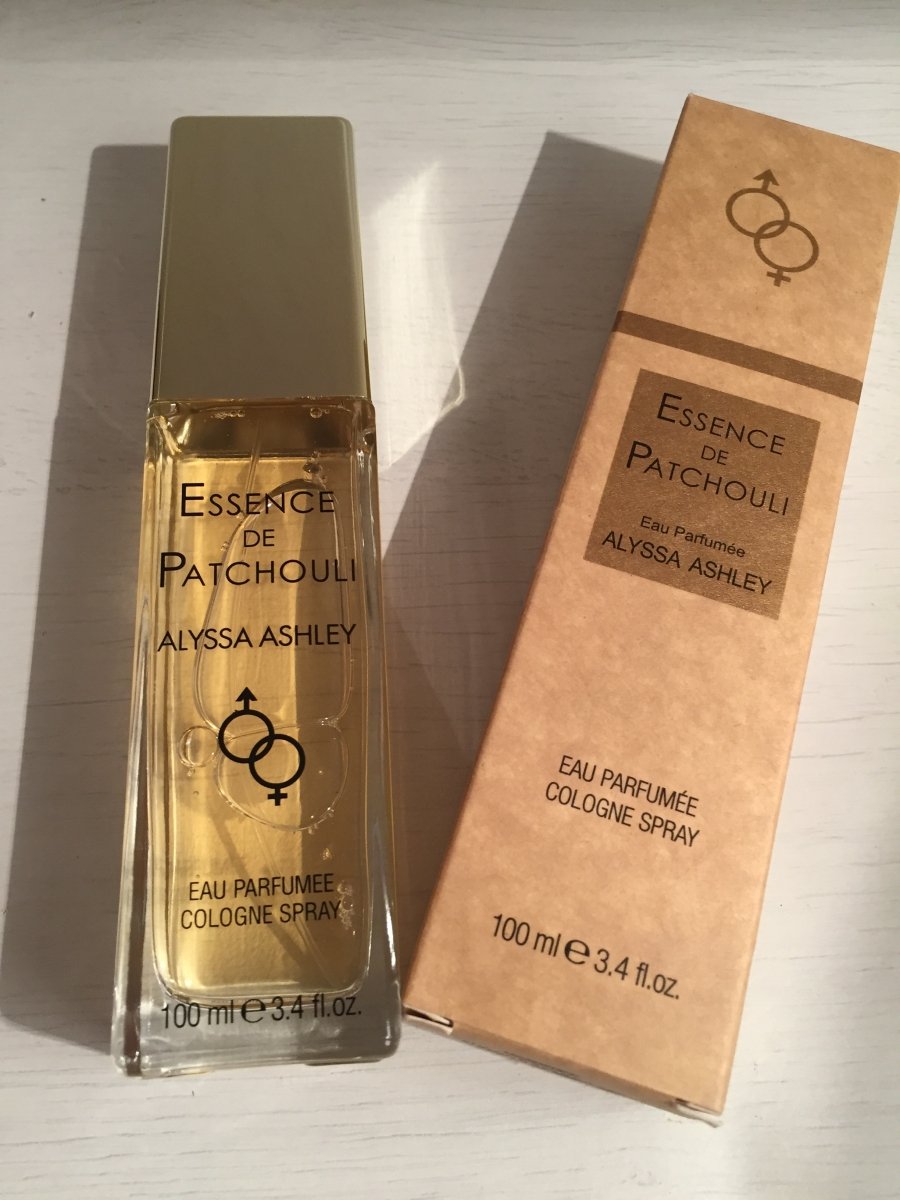 ESSENCE
DE
PATCHOULI
ALYSSA ASHLEY
EAU PARFUMEE
COLOGNE SPRAY
100 ml e 3.4 fl.oz.
ESSENCE
DE
PATCHOULI
Eau Parfumée
ALYSSA ASHLEY
EAU PARFUMÉE
COLOGNE SPRAY
100 ml e 3.4 fl.oz.